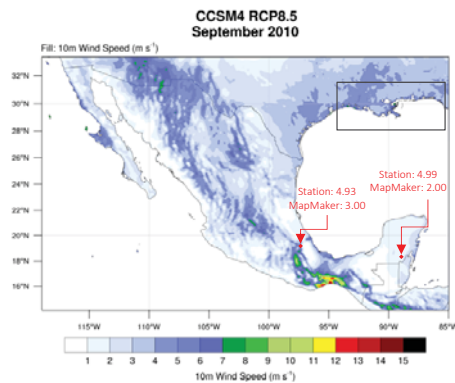 CCSM4 RCP8.5
September 2010
Fill: 10m Wind Speed (m s⁻¹)
32°N
30°N
28°N
Station: 4.93
MapMaker: 3.00
Station: 4.99
MapMaker: 2.00
22°N
20°N
18°N
16°N
115°W 110°W 105°W 100°W 95°W 90°W 85°W
1 2 3 4 5 6 7 8 9 10 11 12 13 14 15
10m Wind Speed (m s⁻¹)